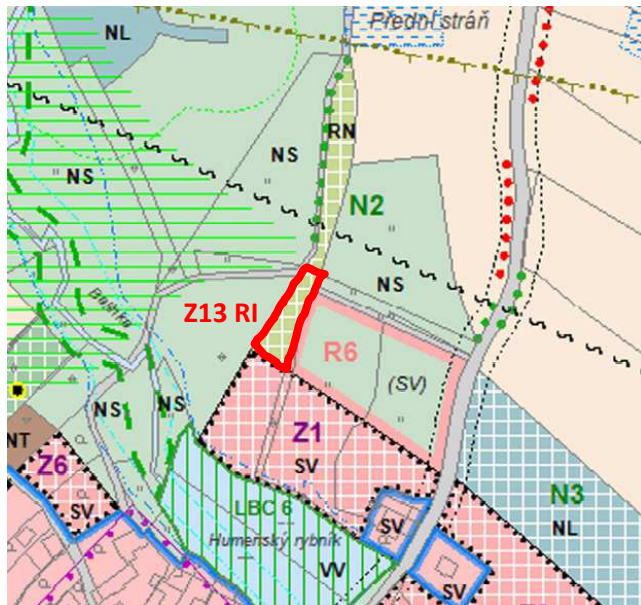 Přední stráň
NL
RN
NS
NS
N2
NS
Z13 RI
R6
(SV)
NS
NS
Z1
SV
NT
Z6
SV
LBC 6
Humenský rybník
VV
SV
SV
N3
NL